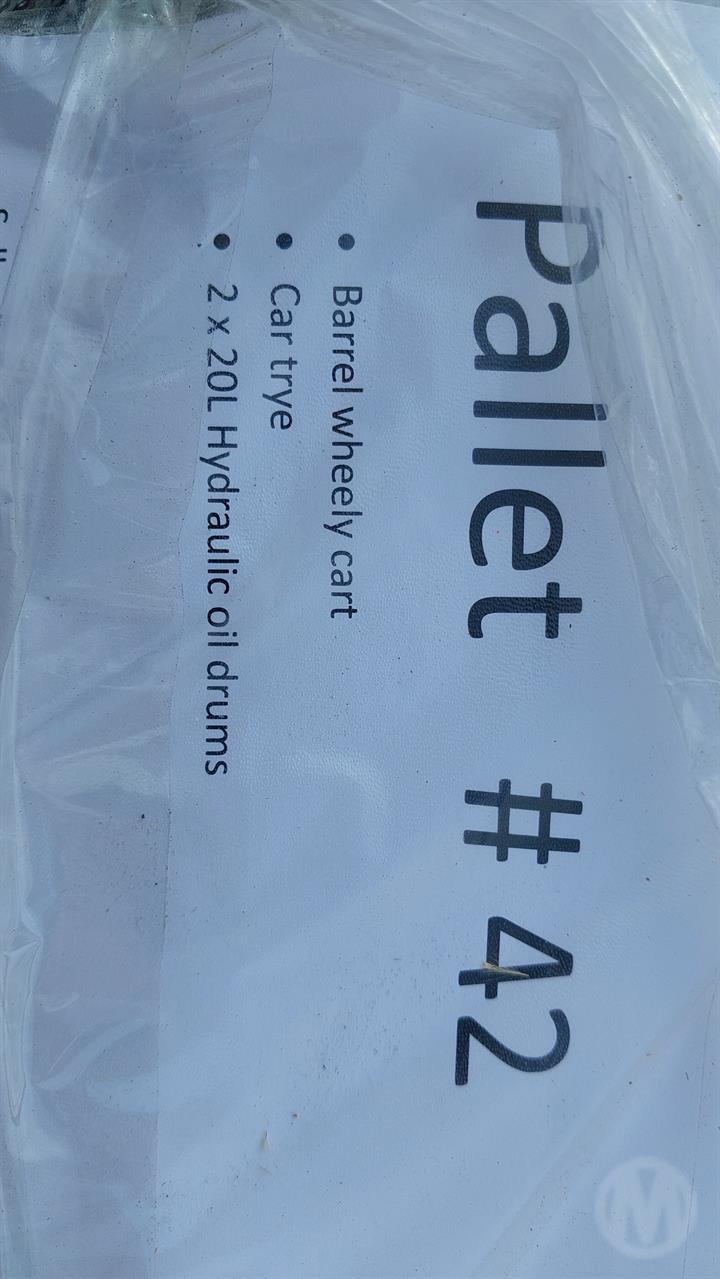 Pallet # 42
• Barrel wheely cart
• Car trye
• 2 x 20L Hydraulic oil drums
M